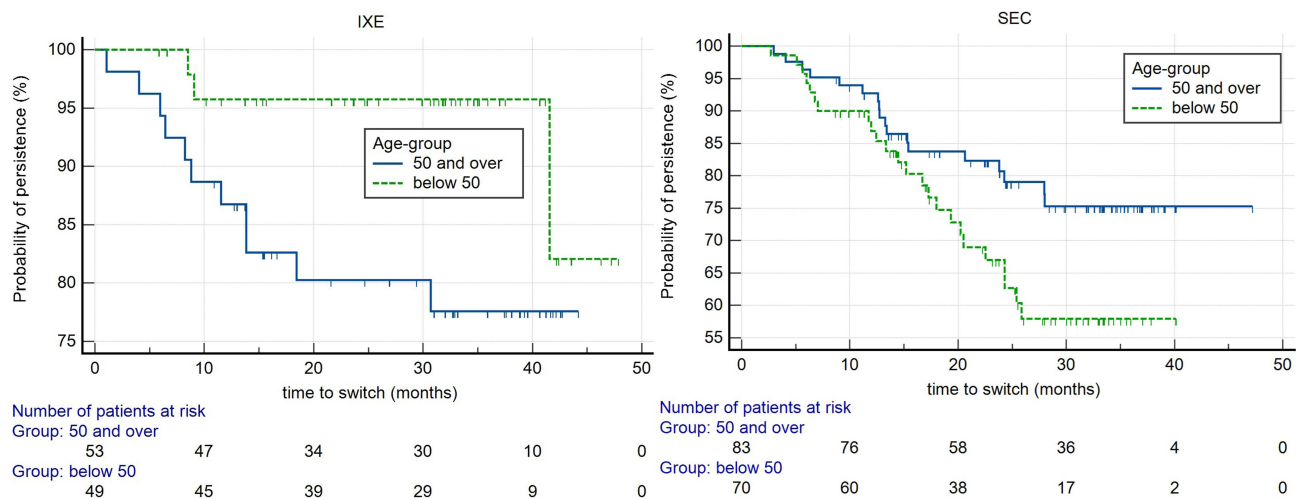 IXE
Probability of persistence (%)
100
95
90
85
80
75
Age-group
50 and over
below 50
0 10 20 30 40 50
time to switch (months)
Number of patients at risk
Group: 50 and over
53 47 34 30 10 0
Group: below 50
49 45 39 29 9 0
SEC
Probability of persistence (%)
100
95
90
85
80
75
70
65
60
55
Age-group
50 and over
below 50
0 10 20 30 40 50
time to switch (months)
Number of patients at risk
Group: 50 and over
83 76 58 36 4 0
Group: below 50
70 60 38 17 2 0